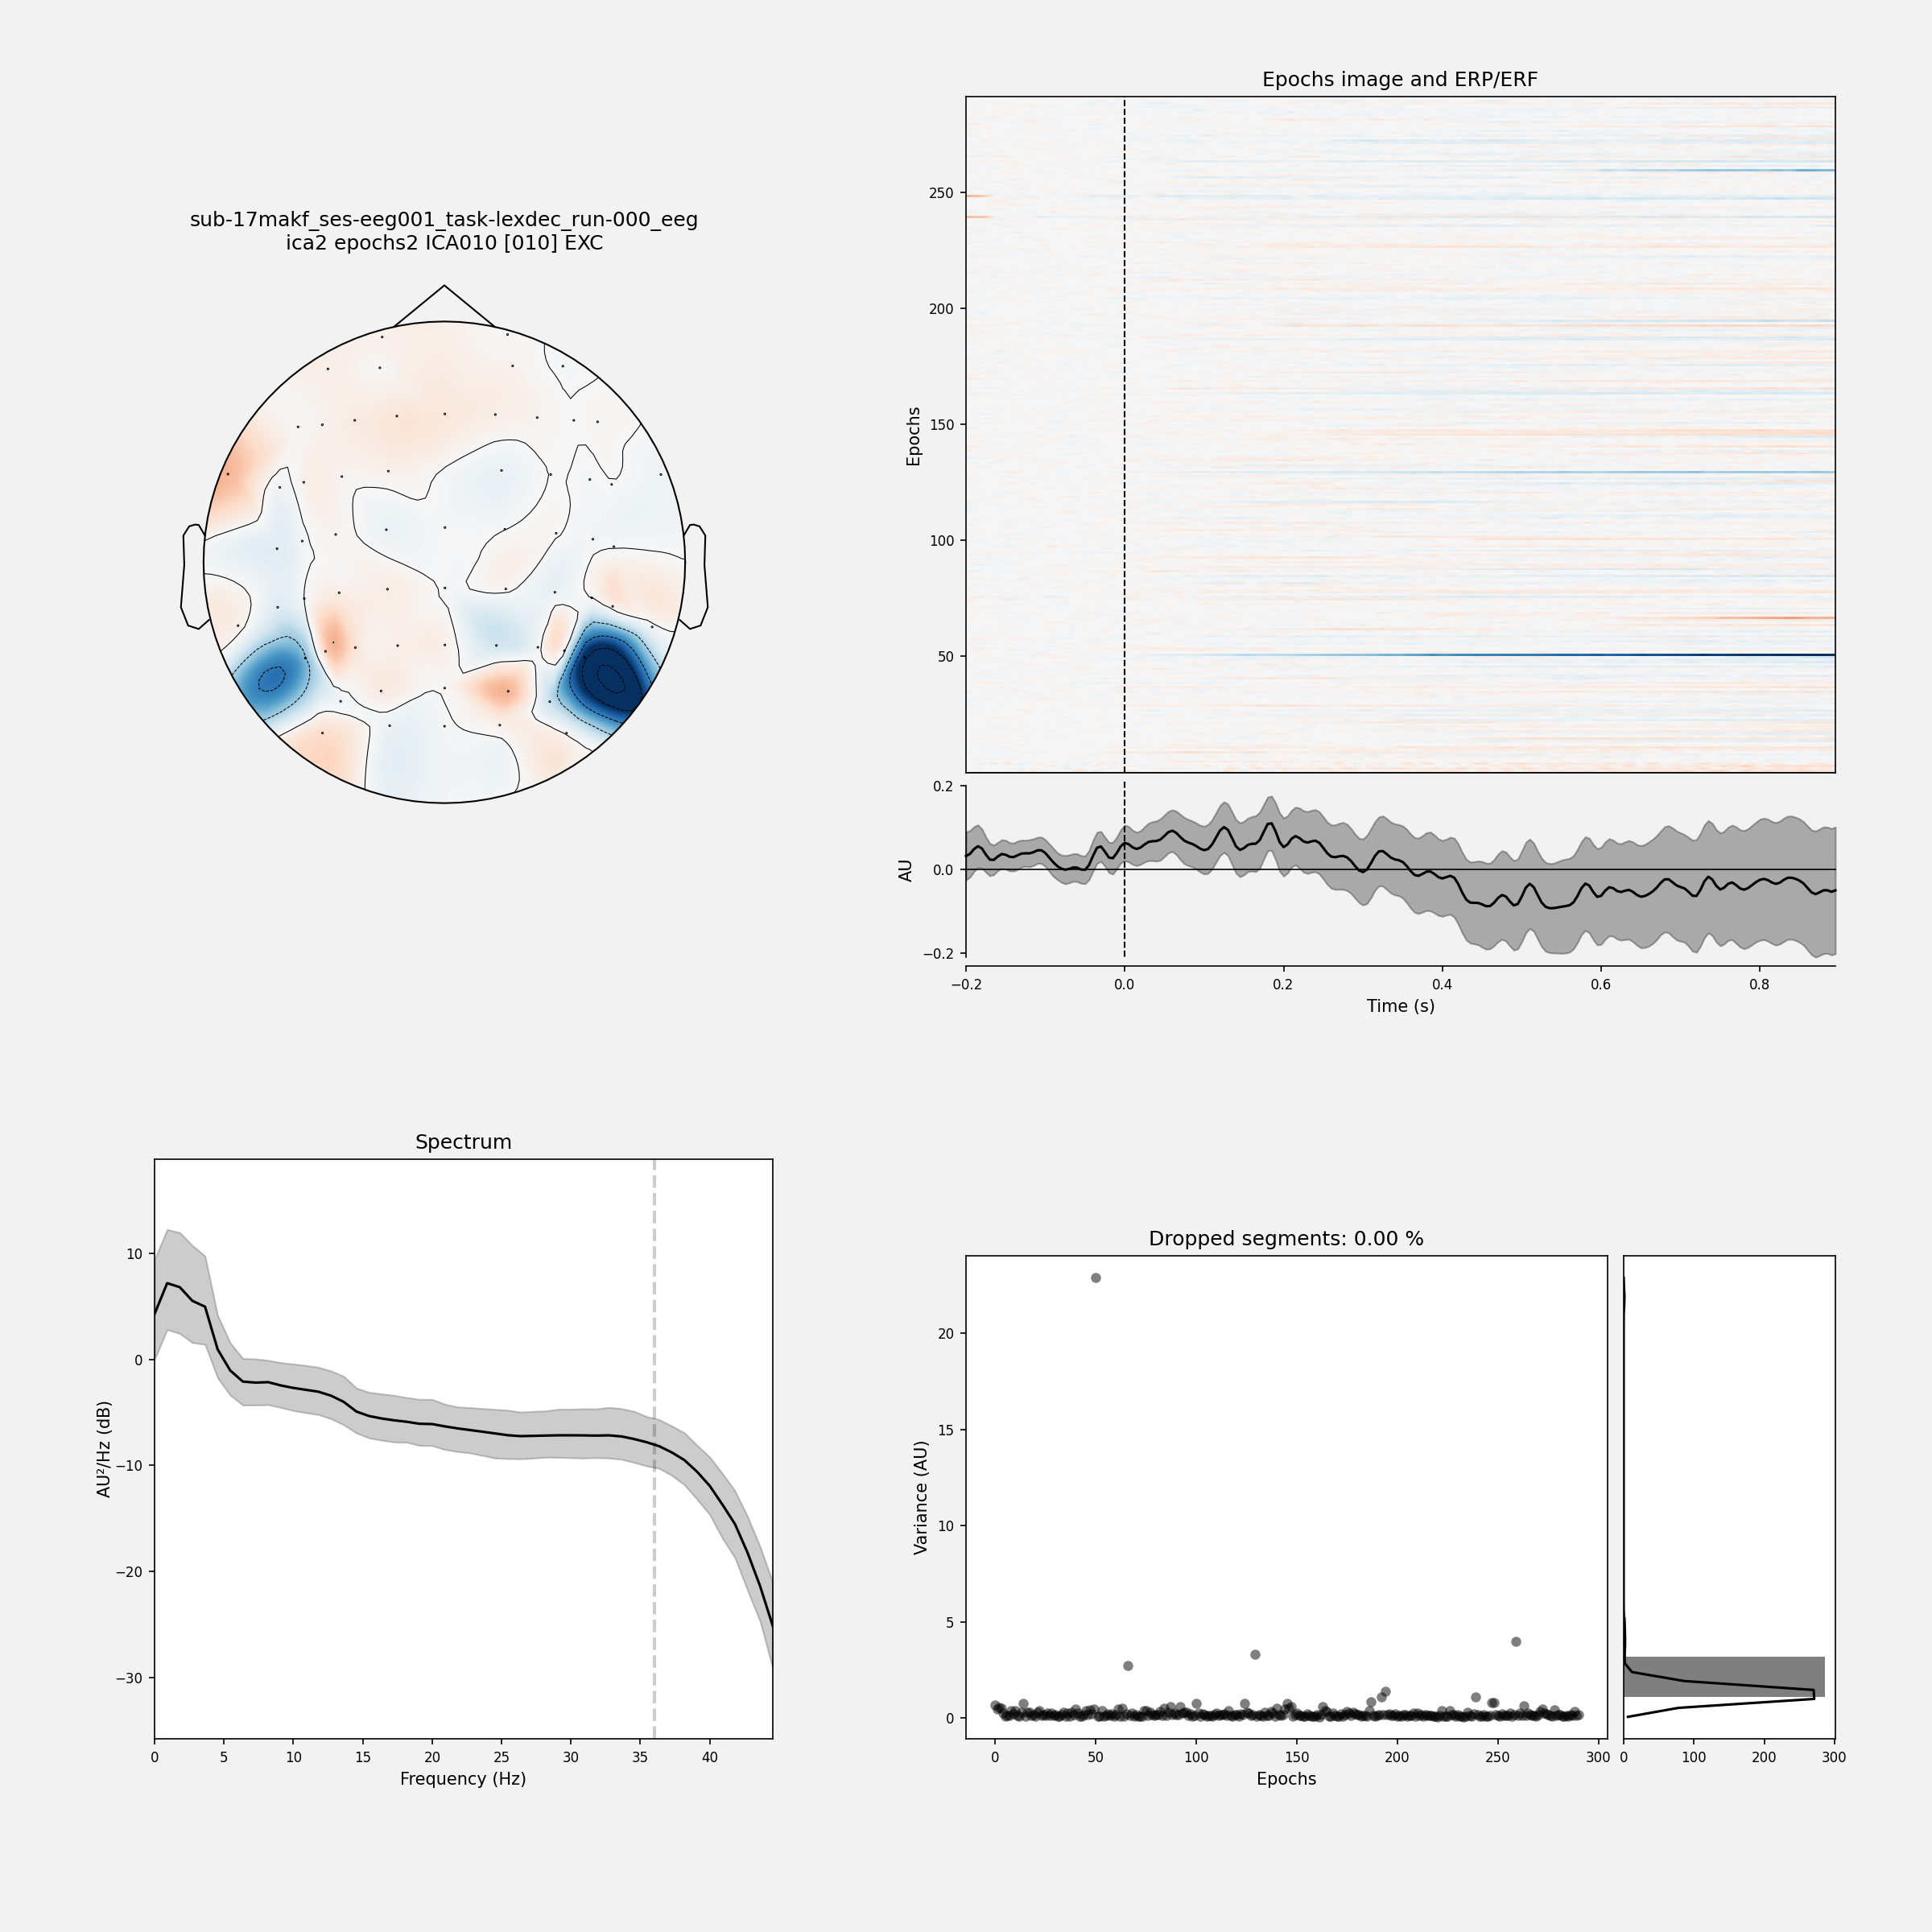 sub-17makf_ses-eeg001_task-lexdec_run-000_eeg
ica2 epochs2 ICA010 [010] EXC
Epochs image and ERP/ERF
Epochs
250
200
150
100
50
AU
0.2
0.0
−0.2
−0.2 0.0 0.2 0.4 0.6 0.8
Time (s)
Spectrum
AU²/Hz (dB)
10
0
−10
−20
−30
0 5 10 15 20 25 30 35 40
Frequency (Hz)
Dropped segments: 0.00 %
Variance (AU)
20
15
10
5
0
0 50 100 150 200 250 300
Epochs
0 100 200 300